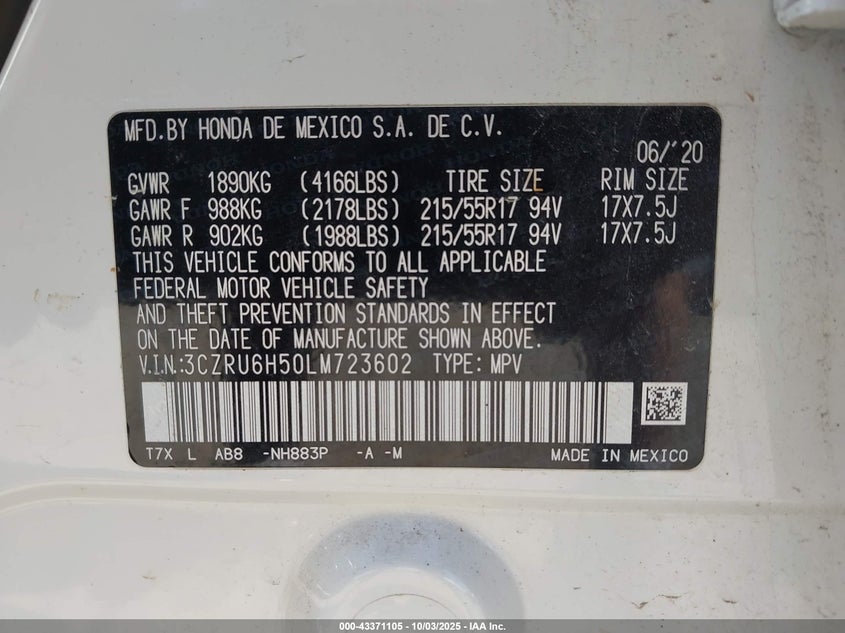 MFD.BY HONDA DE MEXICO S.A. DE C.V.
06/'20
GVWR 1890KG (4166LBS) TIRE SIZE RIM SIZE
GAWR F 988KG (2178LBS) 215/55R17 94V 17X7.5J
GAWR R 902KG (1988LBS) 215/55R17 94V 17X7.5J
THIS VEHICLE CONFORMS TO ALL APPLICABLE
FEDERAL MOTOR VEHICLE SAFETY
AND THEFT PREVENTION STANDARDS IN EFFECT
ON THE DATE OF MANUFACTURE SHOWN ABOVE.
V.I.N.:3CZRU6H50LM723602 TYPE: MPV
T7X L AB8 -NH883P -A -M MADE IN MEXICO
000-43371105 - 10/03/2025 - IAA Inc.